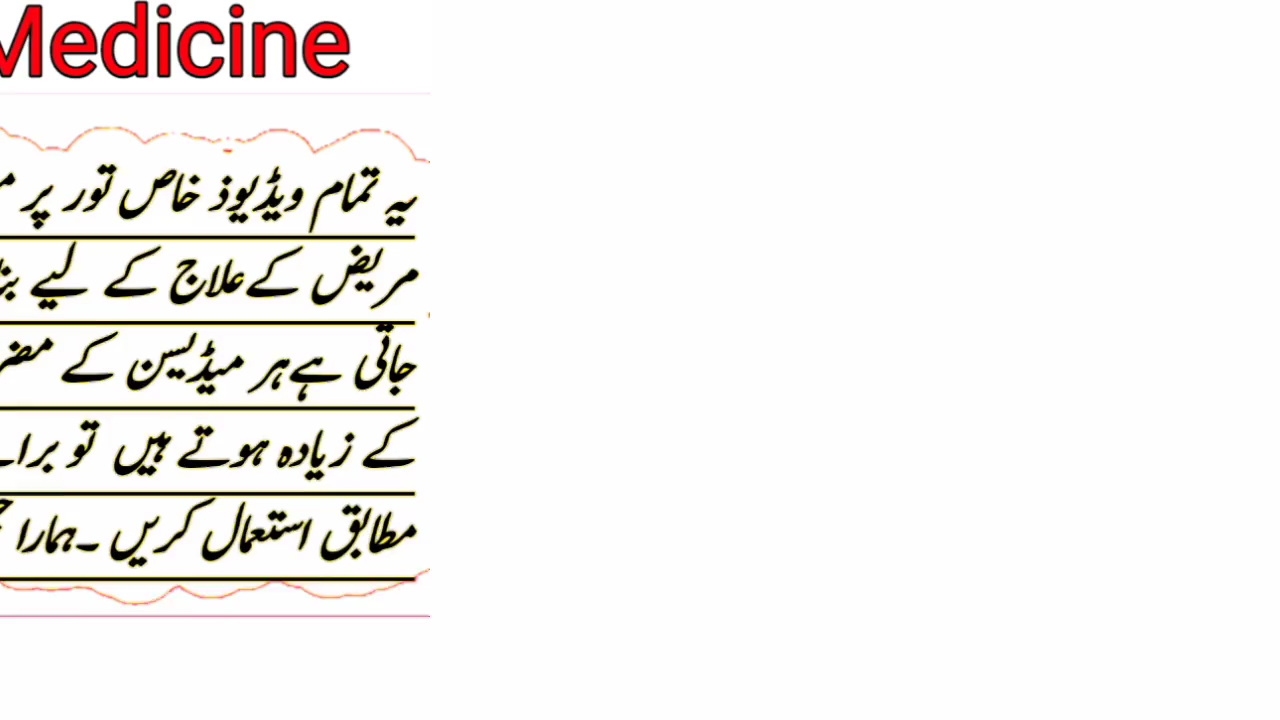 Medicine
یہ تمام ویڈیوذ خاص تور پر
مریض کے علاج کے لیے
جاتی ہے ہر میڈیسن کے
کے زیادہ ہوتے ہیں تو
مطابق استعمال کریں ۔ ہمارا